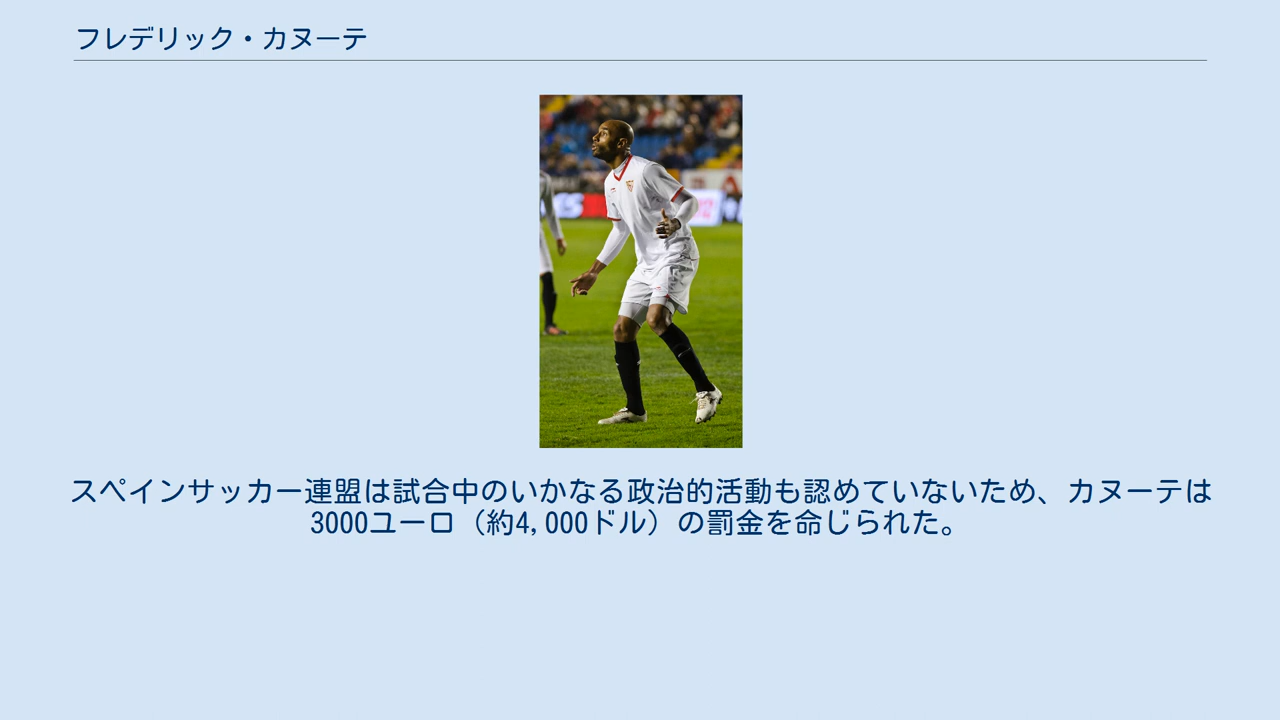 フレデリック・カヌーテ
スペインサッカー連盟は試合中のいかなる政治的活動も認めていないため、カヌーテは
3000ユーロ（約4,000ドル）の罰金を命じられた。